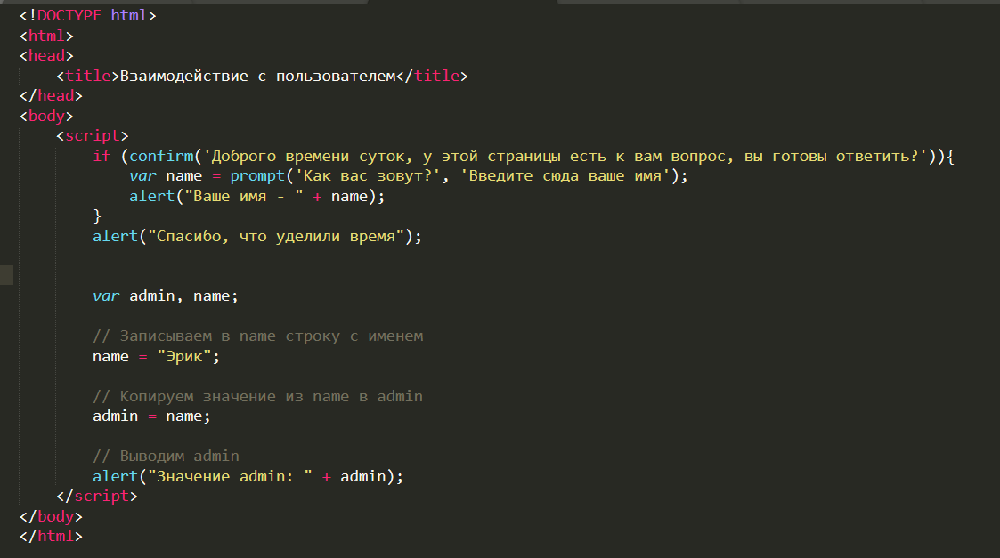 <!DOCTYPE html>
<html>
<head>
    <title>Взаимодействие с пользователем</title>
</head>
<body>
    <script>
        if (confirm('Доброго времени суток, у этой страницы есть к вам вопрос, вы готовы ответить?')){
            var name = prompt('Как вас зовут?', 'Введите сюда ваше имя');
            alert("Ваше имя - " + name);
        }
        alert("Спасибо, что уделили время");
        var admin, name;
        // Записываем в name строку с именем
        name = "Эрик";
        // Копируем значение из name в admin
        admin = name;
        // Выводим admin
        alert("Значение admin: " + admin);
    </script>
</body>
</html>